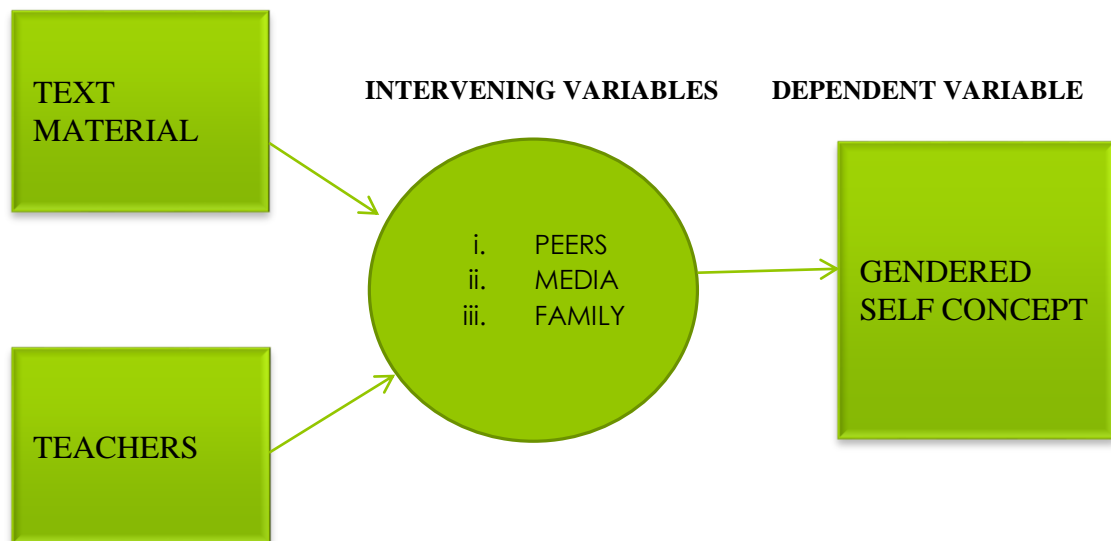 TEXT
MATERIAL
INTERVENING VARIABLES
DEPENDENT VARIABLE
i. PEERS
ii. MEDIA
iii. FAMILY
GENDERED
SELF CONCEPT
TEACHERS